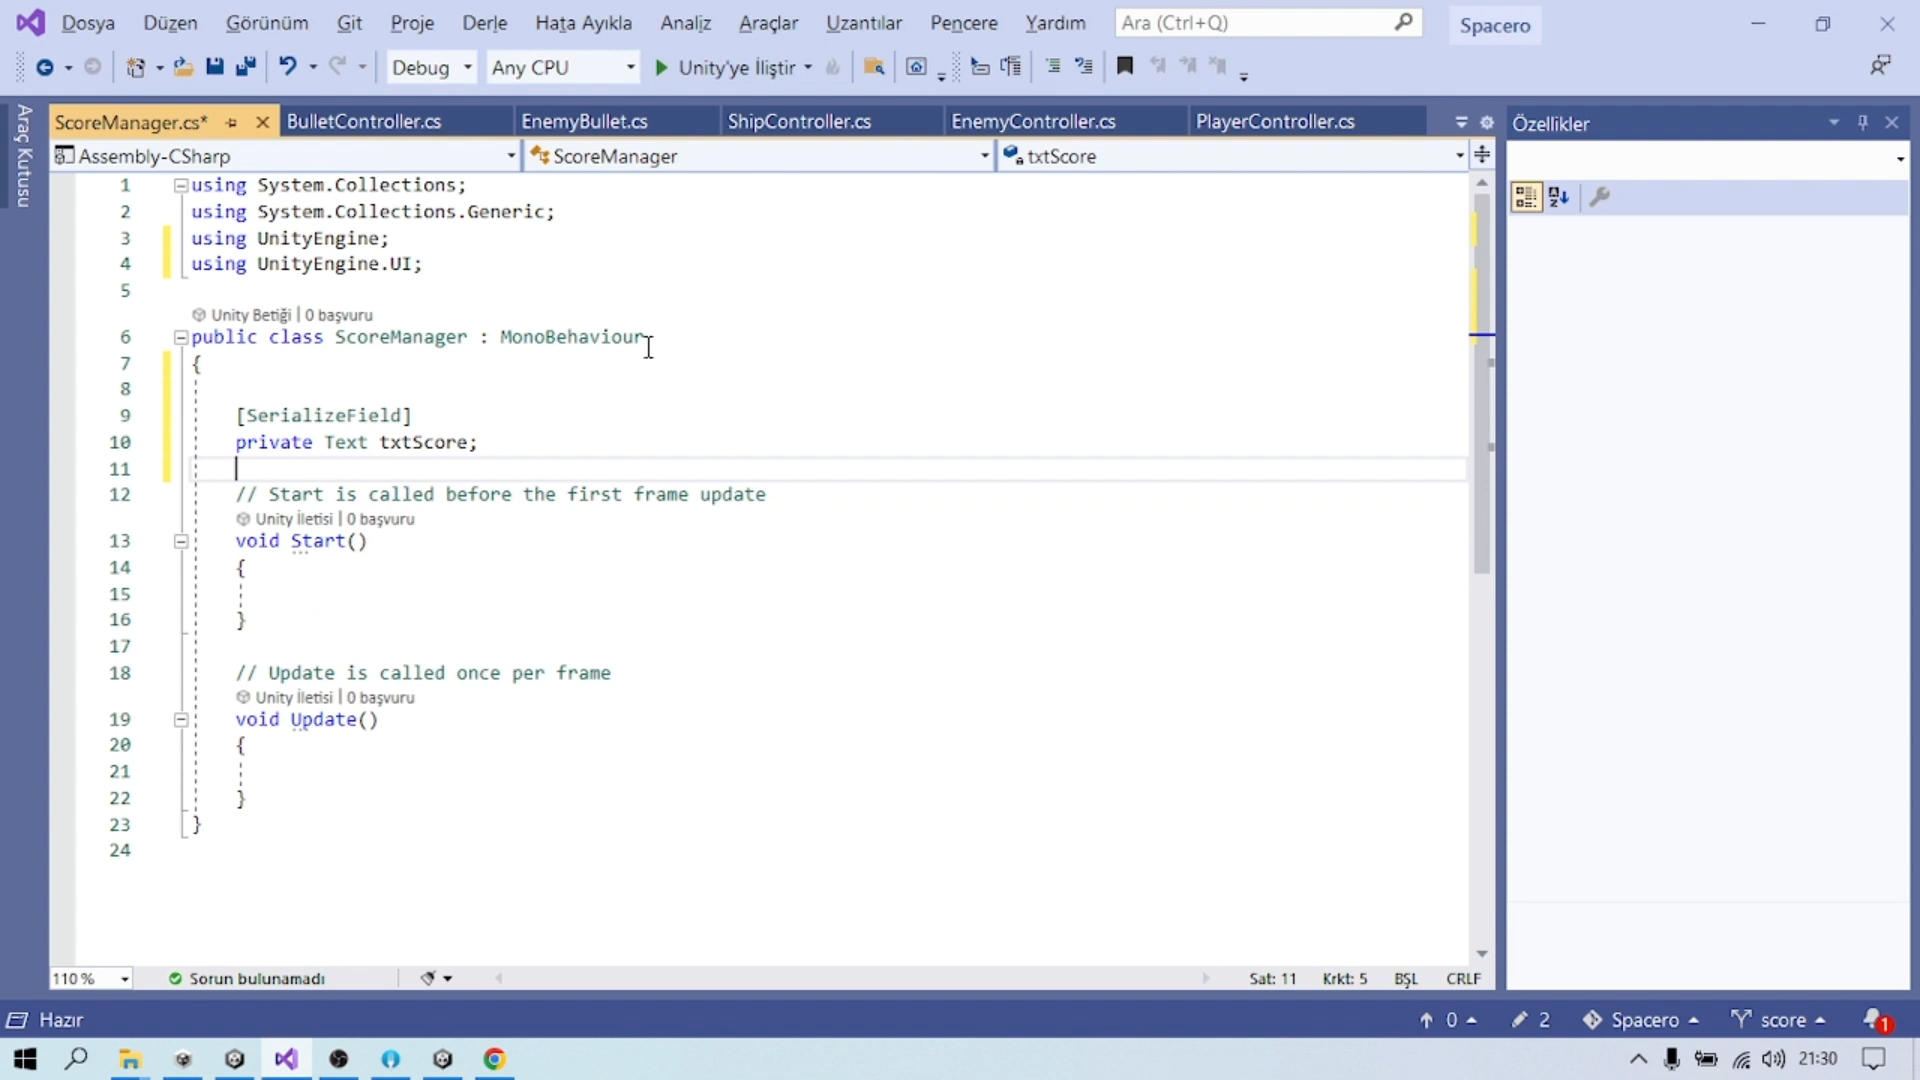 Dosya Düzen Görünüm Git Proje Derle Hata Ayıkla Analiz Araçlar Uzantılar Pencere Yardım Ara (Ctrl+Q) Spacero
Debug Any CPU Unity'ye İliştir
Araç Kutusu
ScoreManager.cs* BulletController.cs EnemyBullet.cs ShipController.cs EnemyController.cs PlayerController.cs
Özellikler
Assembly-CSharp ScoreManager txtScore
1 using System.Collections;
2 using System.Collections.Generic;
3 using UnityEngine;
4 using UnityEngine.UI;
5
Unity Betiği | 0 başvuru
6 public class ScoreManager : MonoBehaviour
7 {
8
9 [SerializeField]
10 private Text txtScore;
11
12 // Start is called before the first frame update
Unity İletisi | 0 başvuru
13 void Start()
14 {
15
16 }
17
18 // Update is called once per frame
Unity İletisi | 0 başvuru
19 void Update()
20 {
21
22 }
23 }
24
110 % Sorun bulunamadı Sat: 11 Krkt: 5 BŞL CRLF
Hazır 0 2 Spacero score 1
21:30